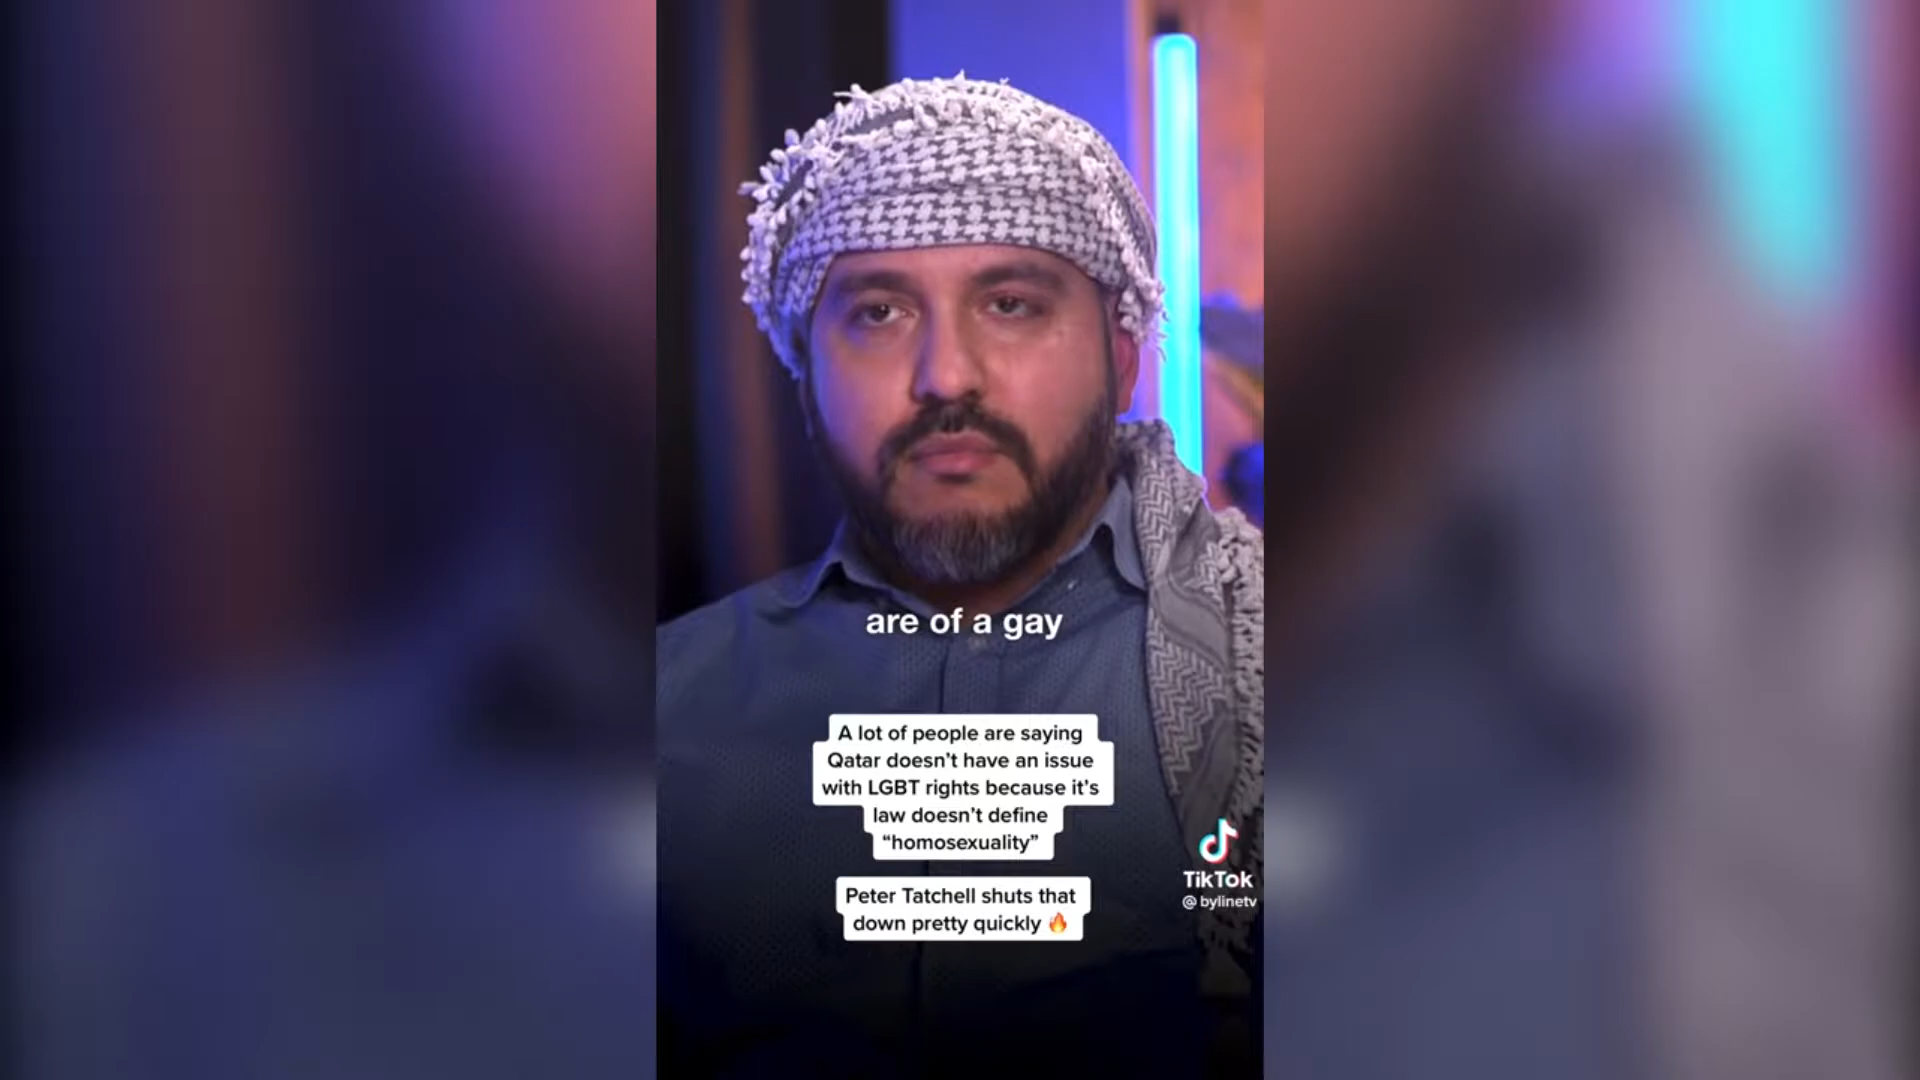 are of a gay
A lot of people are saying
Qatar doesn't have an issue
with LGBT rights because it's
law doesn't define
“homosexuality”
Peter Tatchell shuts that
down pretty quickly 🔥
TikTok
@ bylinetv